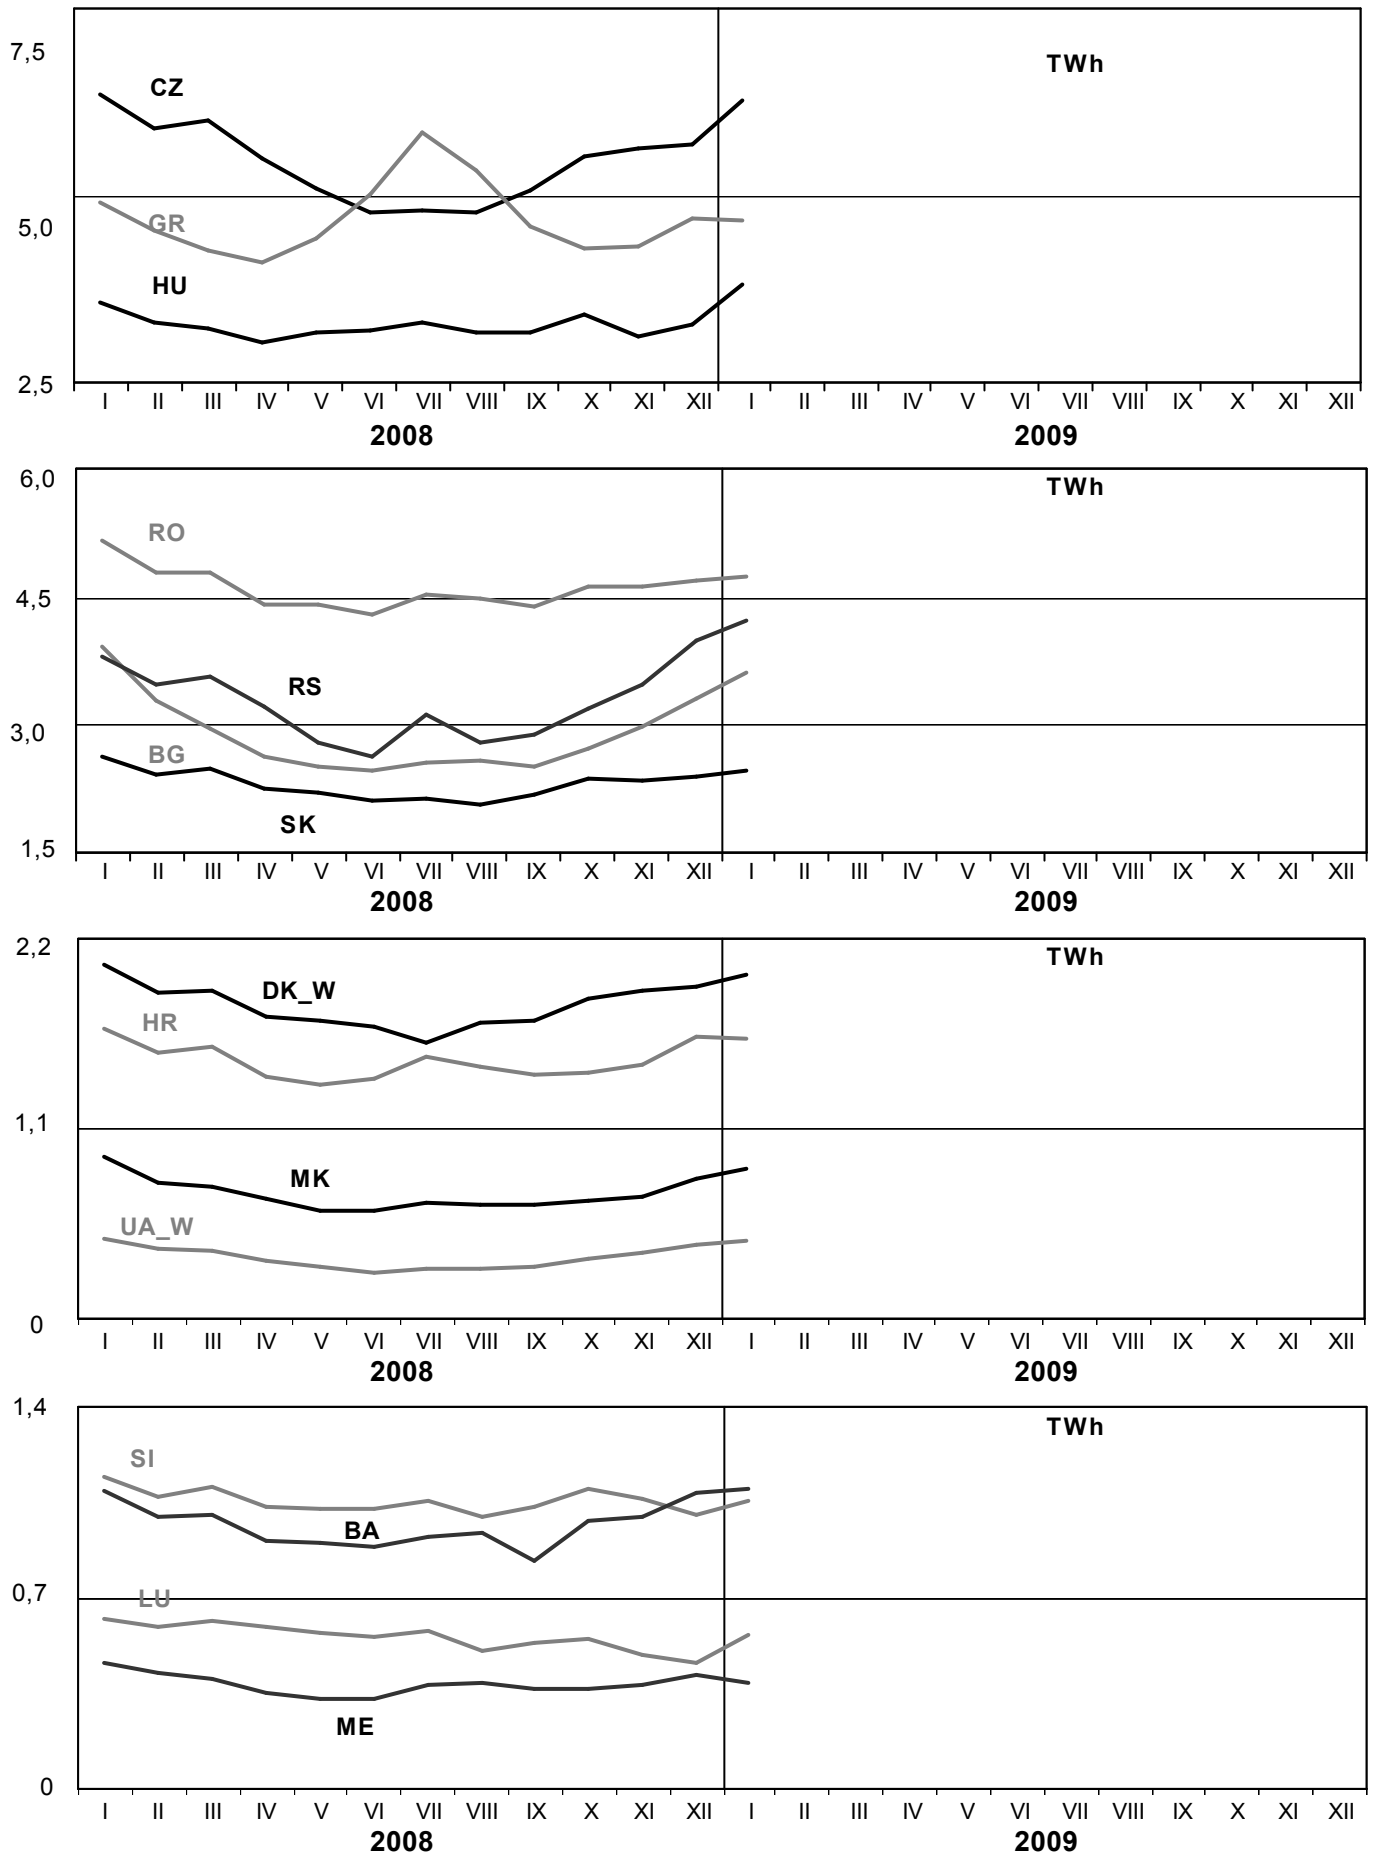 7,5
TWh
CZ
GR
5,0
HU
2,5
I II III IV V VI VII VIII IX X XI XII I II III IV V VI VII VIII IX X XI XII
2008 2009
6,0
TWh
RO
4,5
RS
3,0
BG
SK
1,5
I II III IV V VI VII VIII IX X XI XII I II III IV V VI VII VIII IX X XI XII
2008 2009
2,2
TWh
DK_W
HR
1,1
MK
UA_W
0
I II III IV V VI VII VIII IX X XI XII I II III IV V VI VII VIII IX X XI XII
2008 2009
1,4
TWh
SI
BA
0,7
LU
ME
0
I II III IV V VI VII VIII IX X XI XII I II III IV V VI VII VIII IX X XI XII
2008 2009